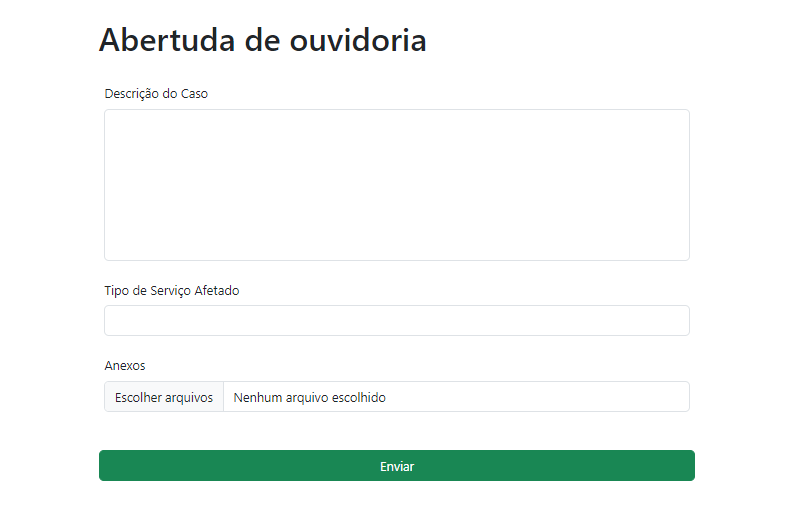 Abertuda de ouvidoria
Descrição do Caso
Tipo de Serviço Afetado
Anexos
Escolher arquivos Nenhum arquivo escolhido
Enviar